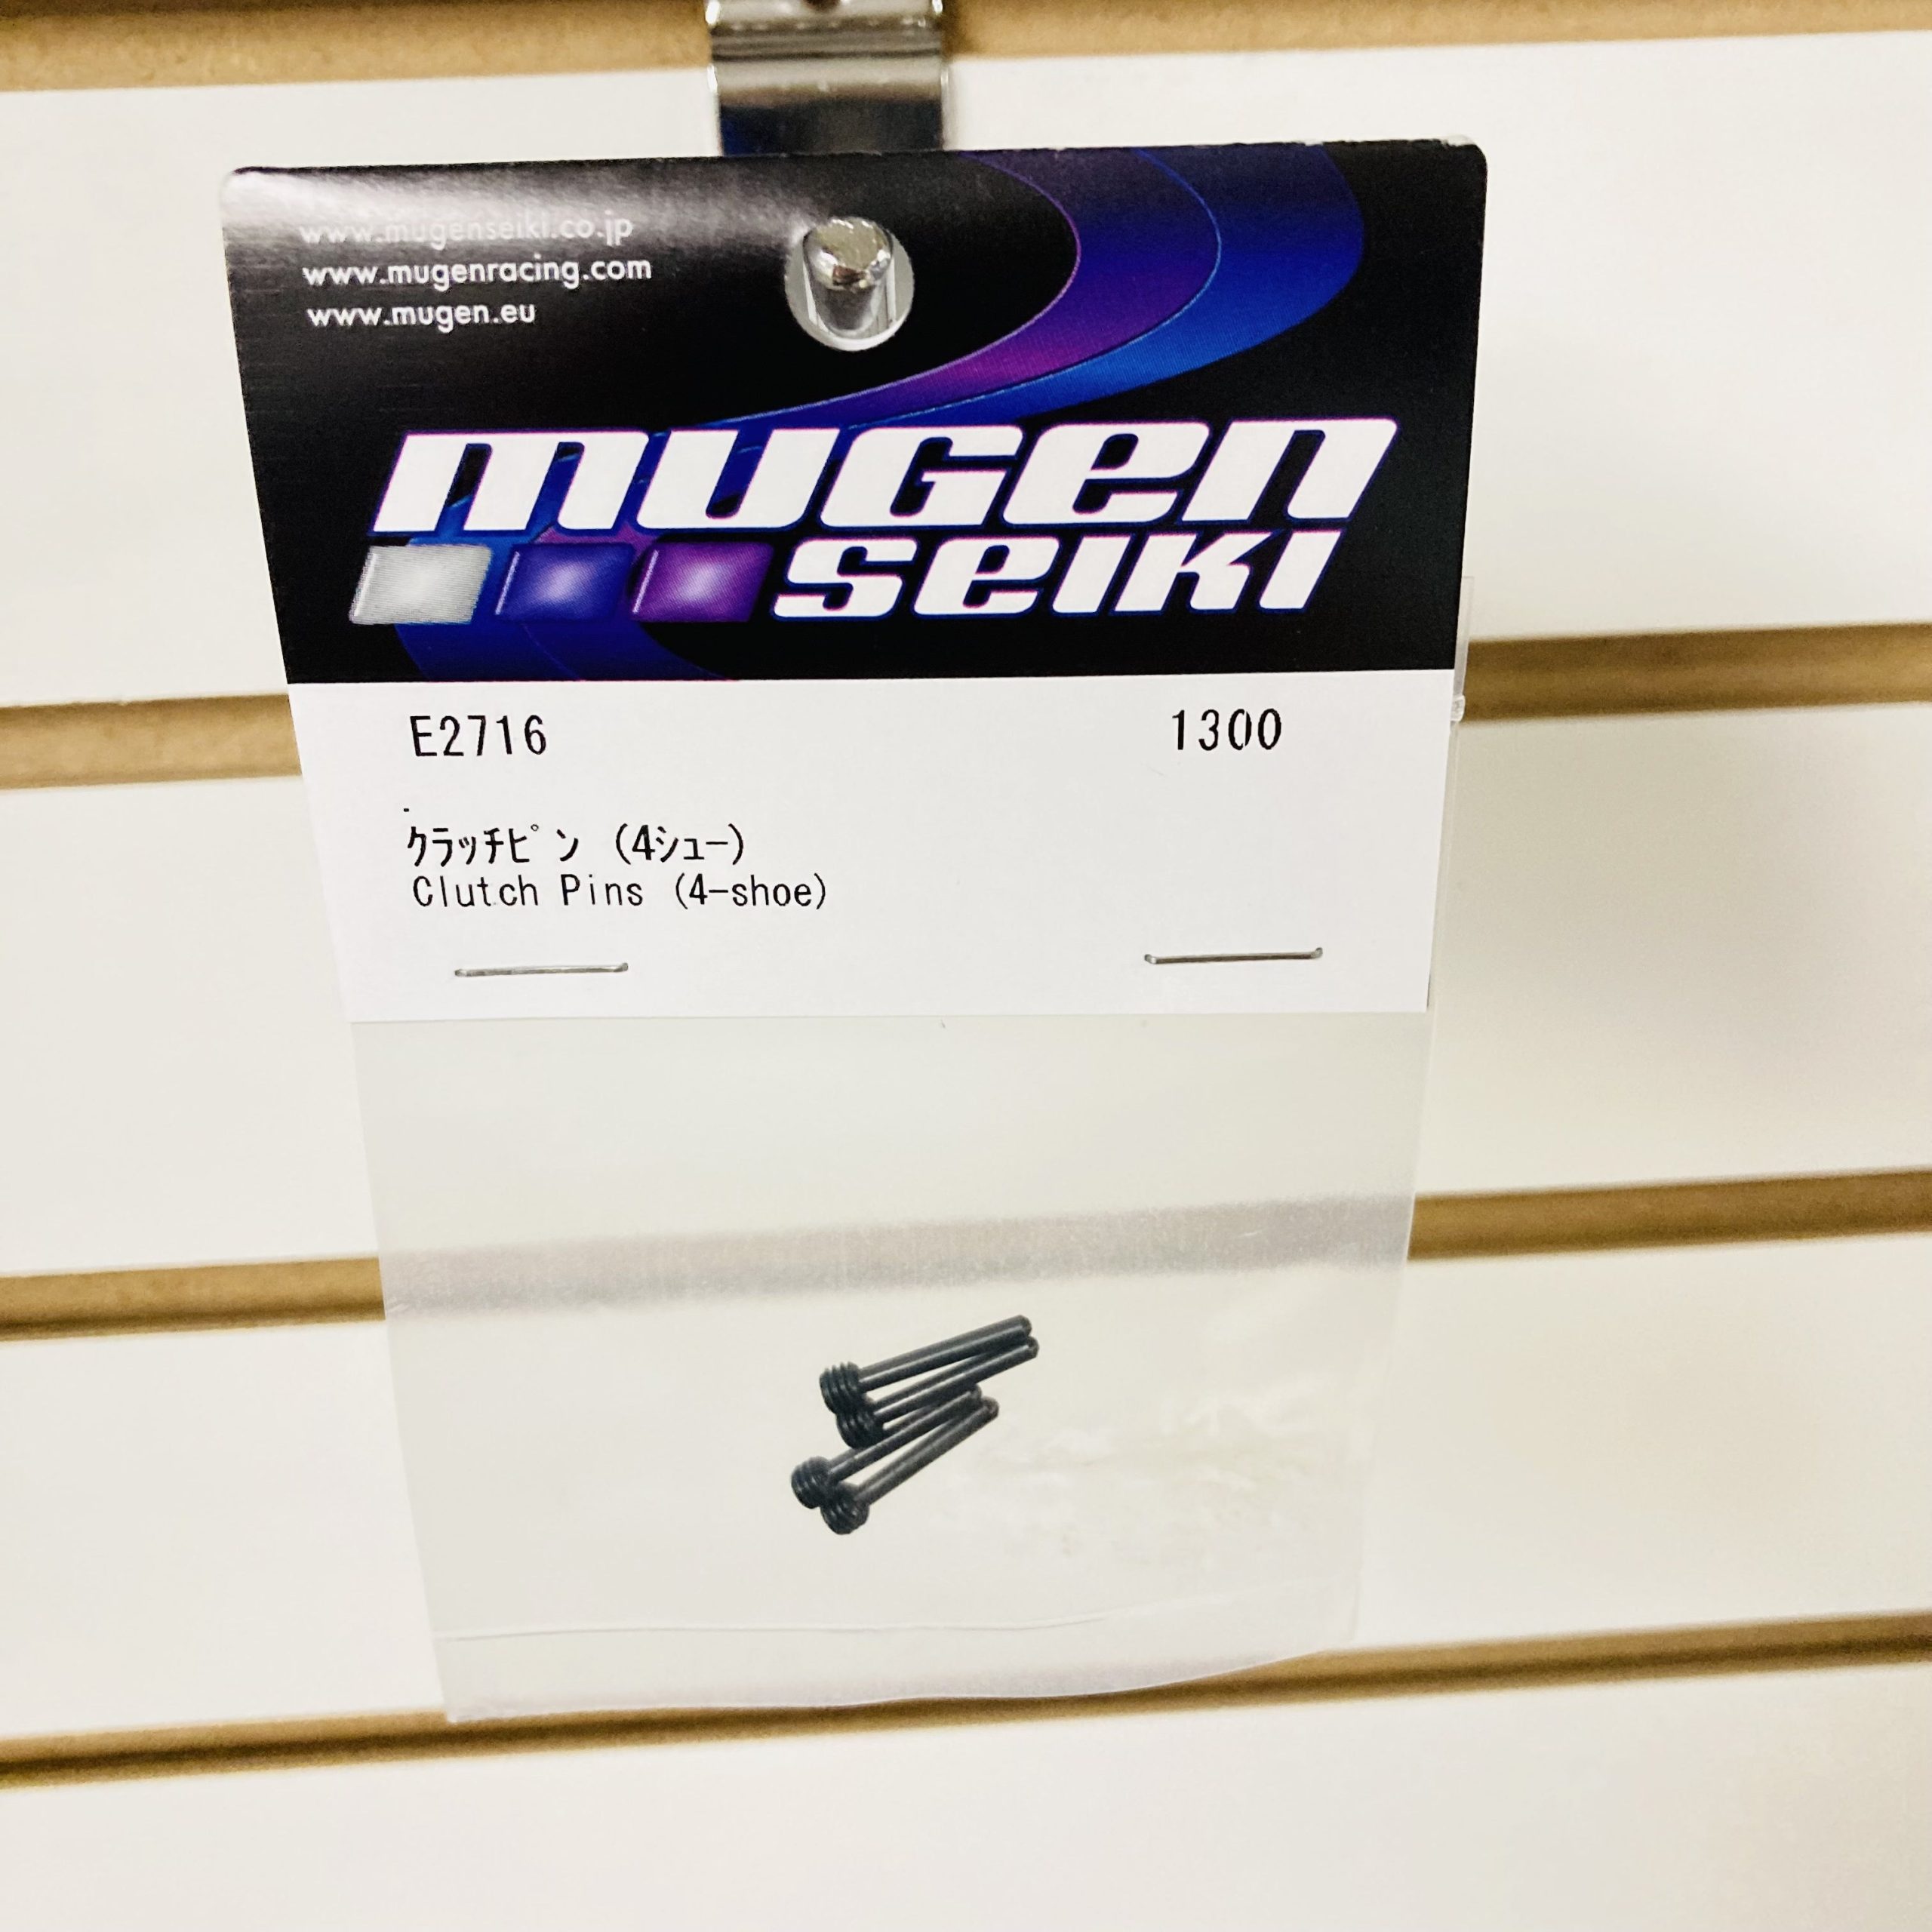 www.mugenseiki.co.jp
www.mugenracing.com
www.mugen.eu
mugen
seiki
E2716 1300
ｸﾗｯﾁﾋﾟﾝ (4ｼｭｰ)
Clutch Pins (4-shoe)